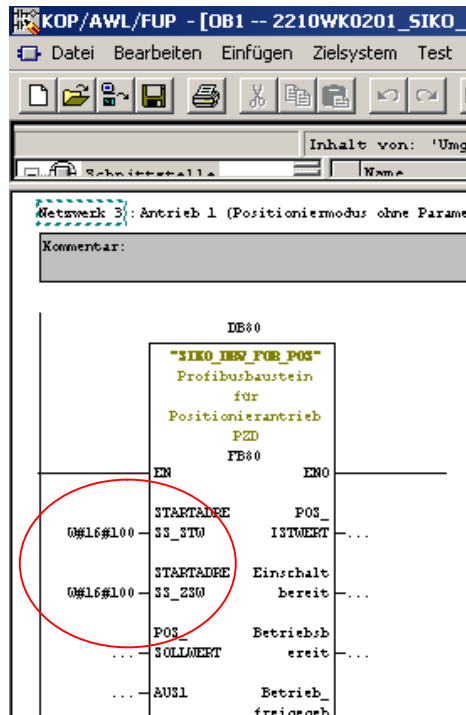 KOP/AWL/FUP - [OB1 -- 2210WK0201_SIKO_
Datei Bearbeiten Einfügen Zielsystem Test
Inhalt von: 'Umg
Schnittstelle
Name
Netzwerk 3: Antrieb 1 (Positioniermodus ohne Parame
Kommentar:
DB80
"SIKO_DBW_FOR_POS"
Profibusbaustein
für
Positionierantrieb
PZD
FB80
EN ENO
STARTADRE POS_
W#16#100 SS_STW ISTWERT ...
STARTADRE Einschalt
W#16#100 SS_ZSW bereit ...
POS_ Betriebsb
... SOLLWERT ereit ...
... AUS1 Betrieb_
freigegeb